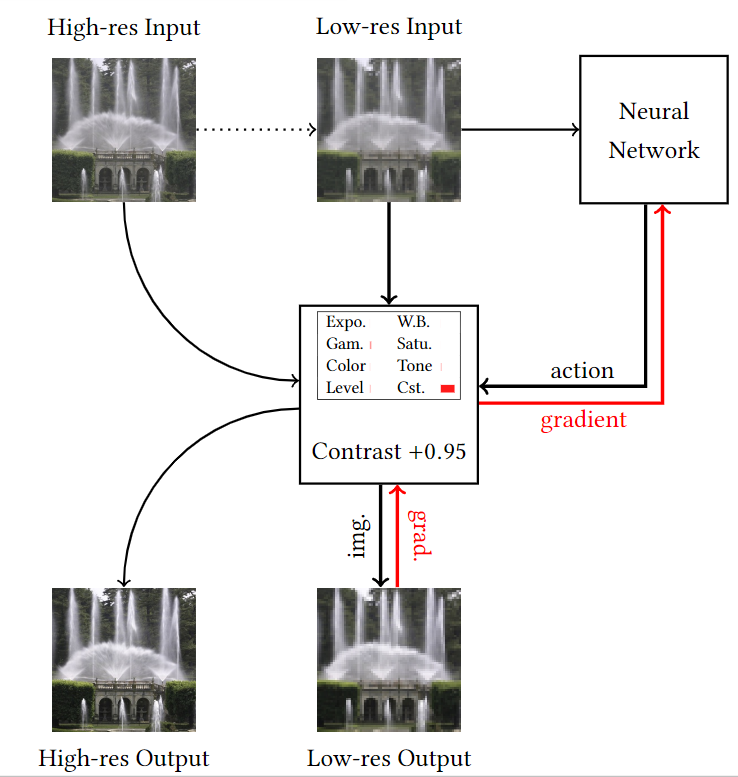 High-res Input
Low-res Input
Neural
Network
Expo. W.B.
Gam. Satu.
Color Tone
Level Cst.
Contrast +0.95
action
gradient
img.
grad.
High-res Output
Low-res Output